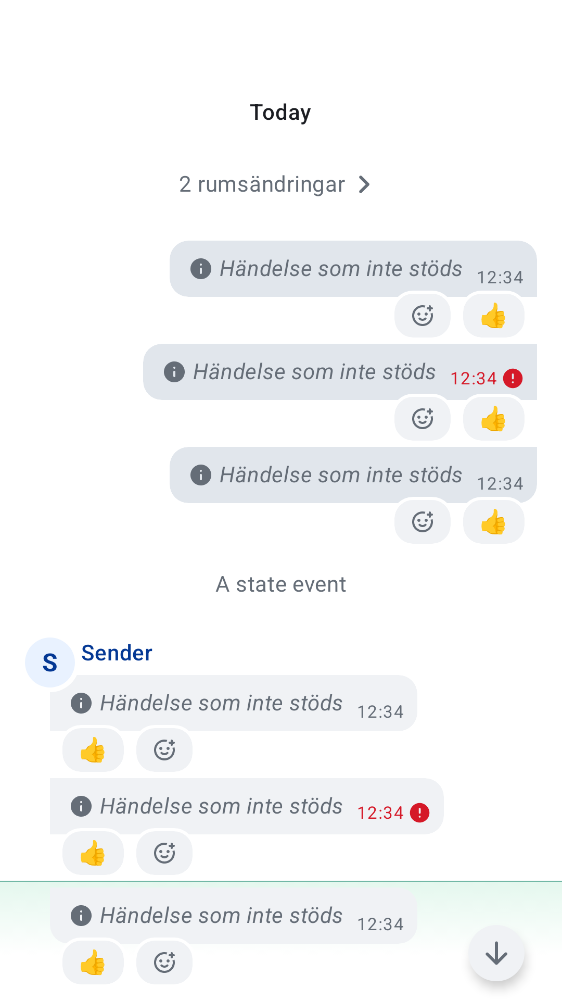 Today
2 rumsändringar
Händelse som inte stöds 12:34
Händelse som inte stöds 12:34
Händelse som inte stöds 12:34
A state event
S Sender
Händelse som inte stöds 12:34
Händelse som inte stöds 12:34
Händelse som inte stöds 12:34